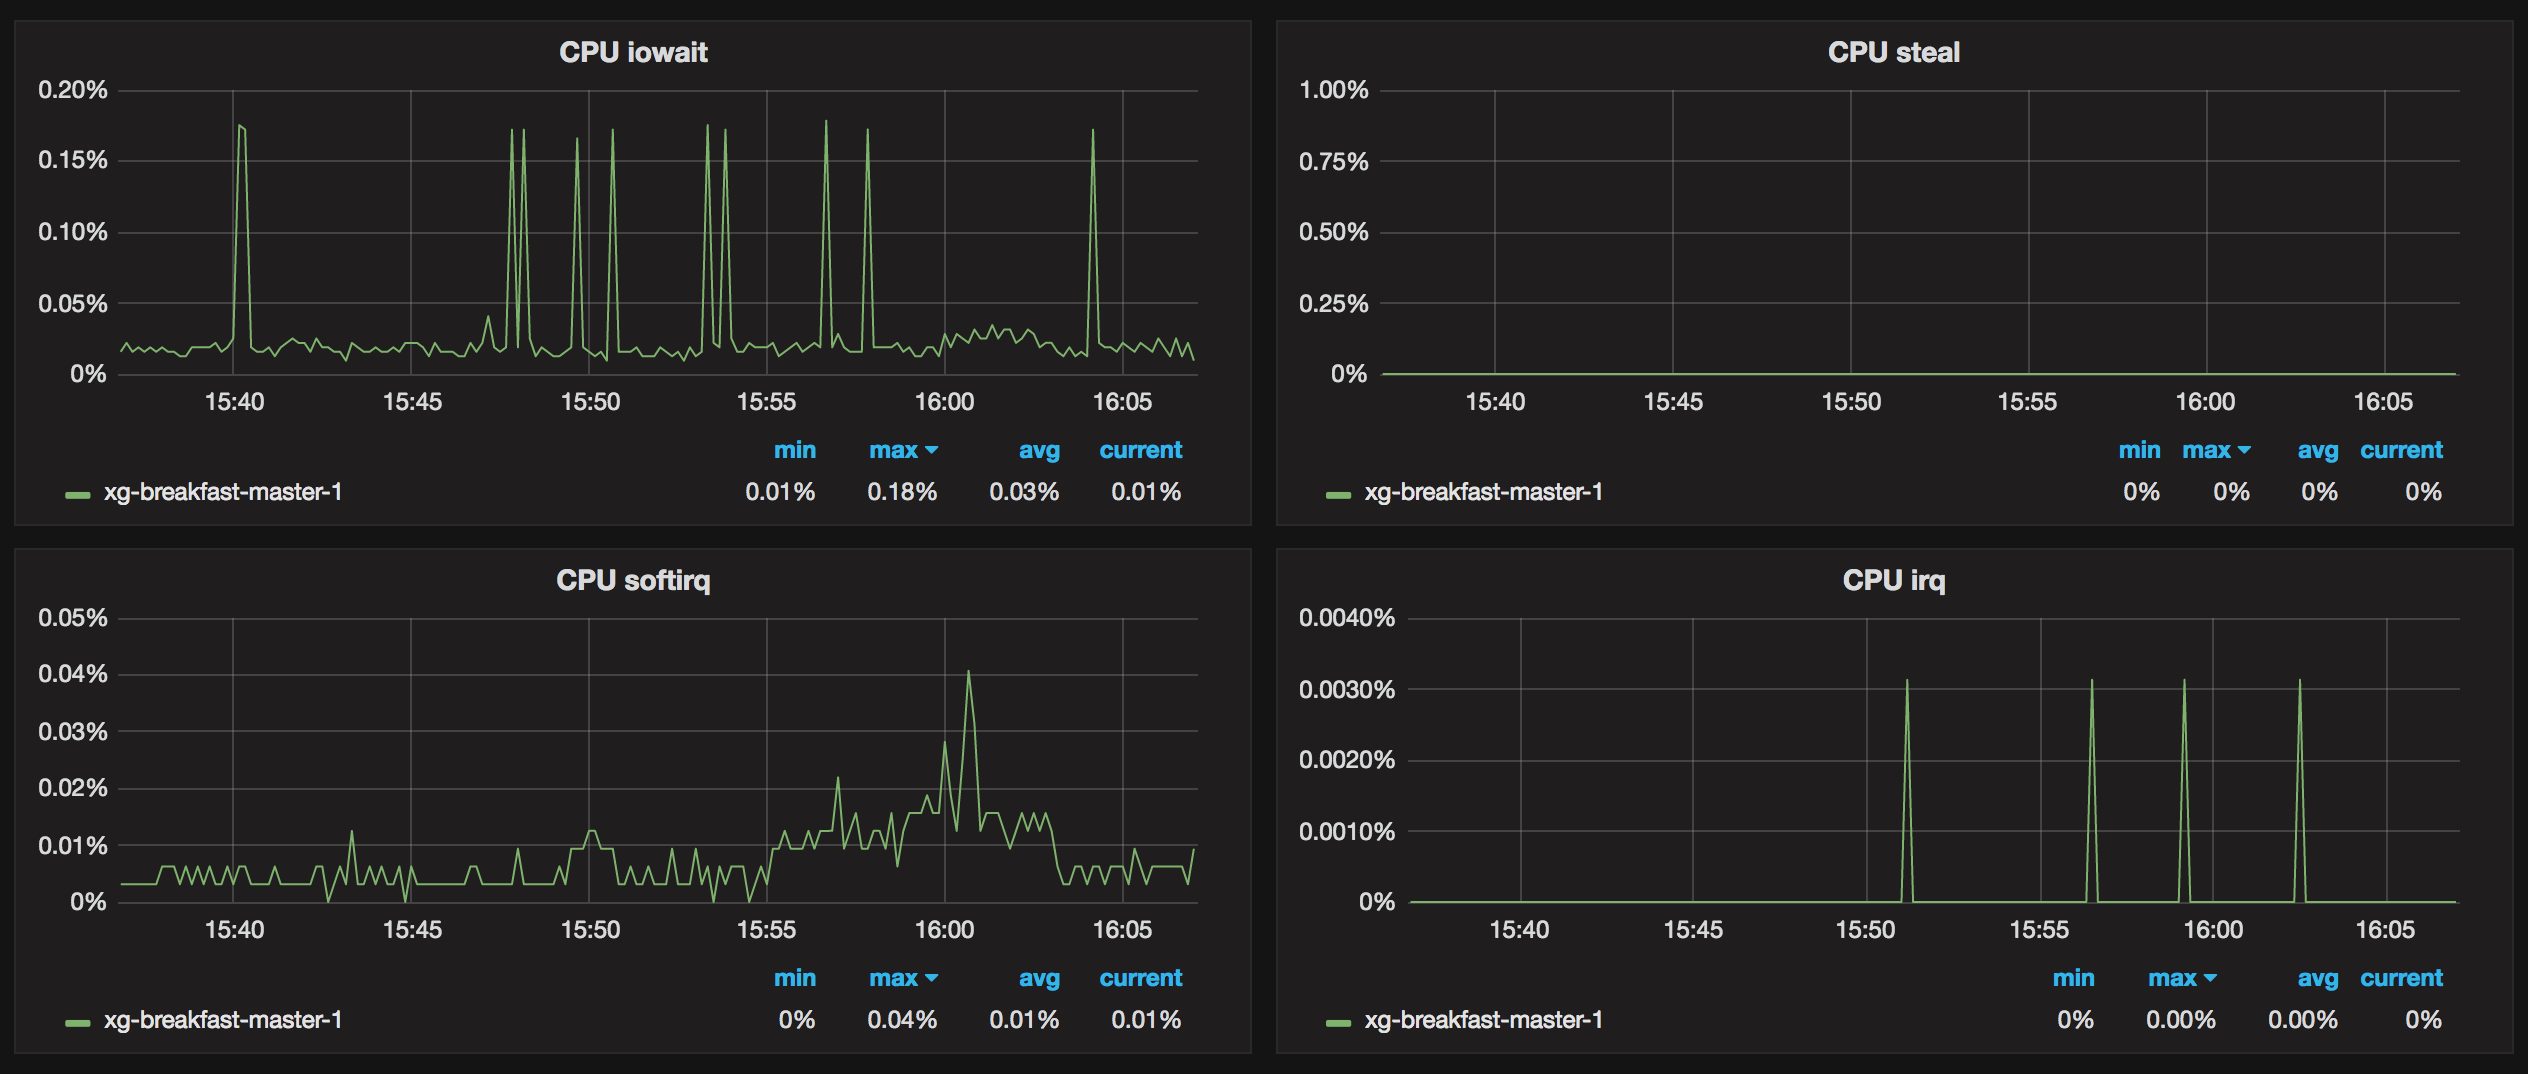 CPU iowait
0.20%
0.15%
0.10%
0.05%
0%
15:40 15:45 15:50 15:55 16:00 16:05
min max avg current
xg-breakfast-master-1 0.01% 0.18% 0.03% 0.01%
CPU steal
1.00%
0.75%
0.50%
0.25%
0%
15:40 15:45 15:50 15:55 16:00 16:05
min max avg current
xg-breakfast-master-1 0% 0% 0% 0%
CPU softirq
0.05%
0.04%
0.03%
0.02%
0.01%
0%
15:40 15:45 15:50 15:55 16:00 16:05
min max avg current
xg-breakfast-master-1 0% 0.04% 0.01% 0.01%
CPU irq
0.0040%
0.0030%
0.0020%
0.0010%
0%
15:40 15:45 15:50 15:55 16:00 16:05
min max avg current
xg-breakfast-master-1 0% 0.00% 0.00% 0%